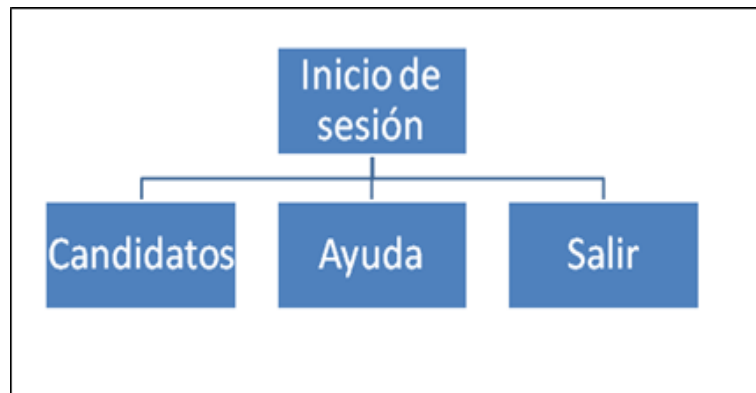 Inicio de
sesión
Candidatos
Ayuda
Salir